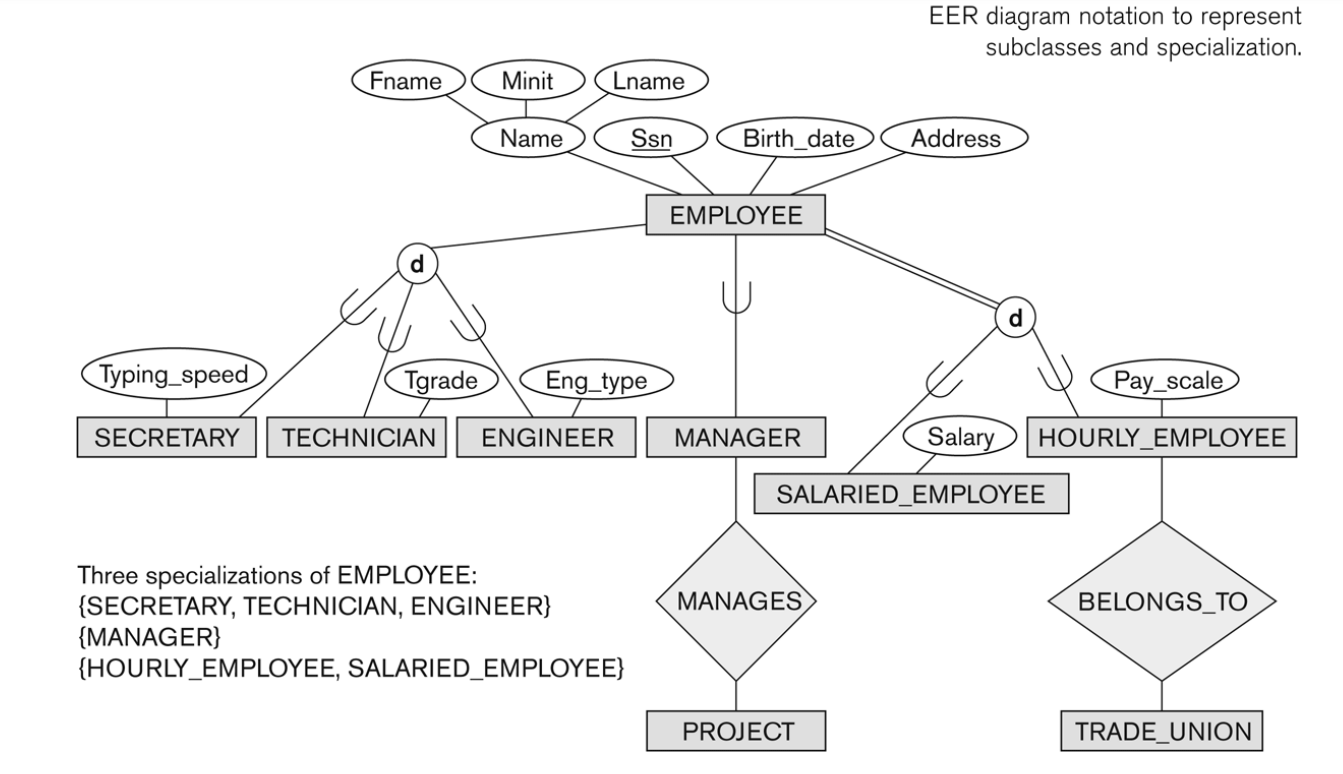 EER diagram notation to represent
subclasses and specialization.
Fname
Minit
Lname
Name
Ssn
Birth_date
Address
EMPLOYEE
d
d
Typing_speed
Tgrade
Eng_type
Pay_scale
SECRETARY
TECHNICIAN
ENGINEER
MANAGER
Salary
HOURLY_EMPLOYEE
SALARIED_EMPLOYEE
Three specializations of EMPLOYEE:
{SECRETARY, TECHNICIAN, ENGINEER}
{MANAGER}
{HOURLY_EMPLOYEE, SALARIED_EMPLOYEE}
MANAGES
BELONGS_TO
PROJECT
TRADE_UNION